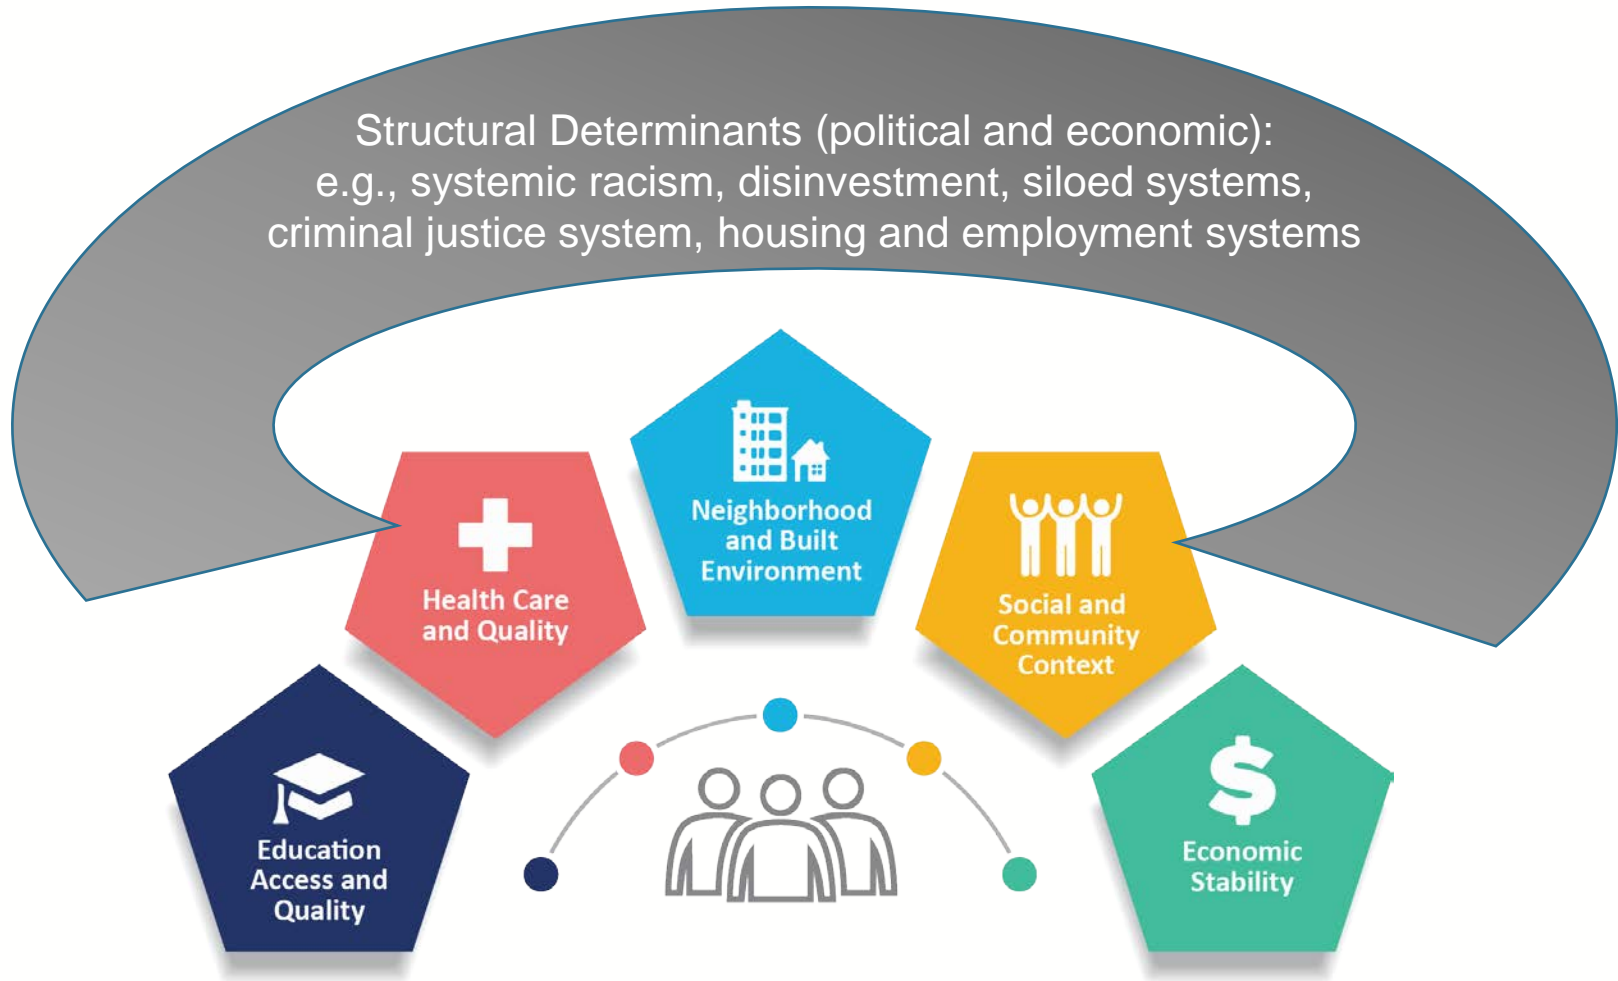 Structural Determinants (political and economic):
e.g., systemic racism, disinvestment, siloed systems,
criminal justice system, housing and employment systems
Neighborhood
and Built
Environment
Health Care
and Quality
Social and
Community
Context
Education
Access and
Quality
$
Economic
Stability